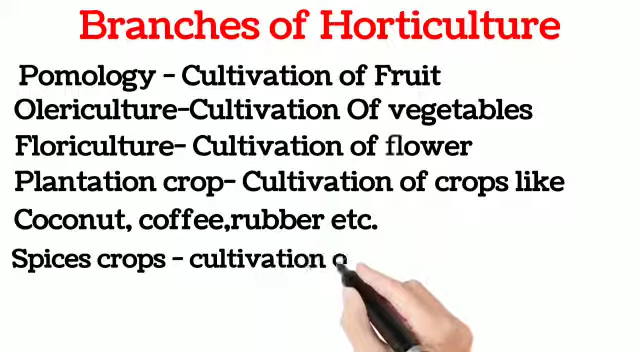 Branches of Horticulture
Pomology - Cultivation of Fruit
Olericulture-Cultivation Of vegetables
Floriculture- Cultivation of flower
Plantation crop- Cultivation of crops like
Coconut, coffee,rubber etc.
Spices crops - cultivation o